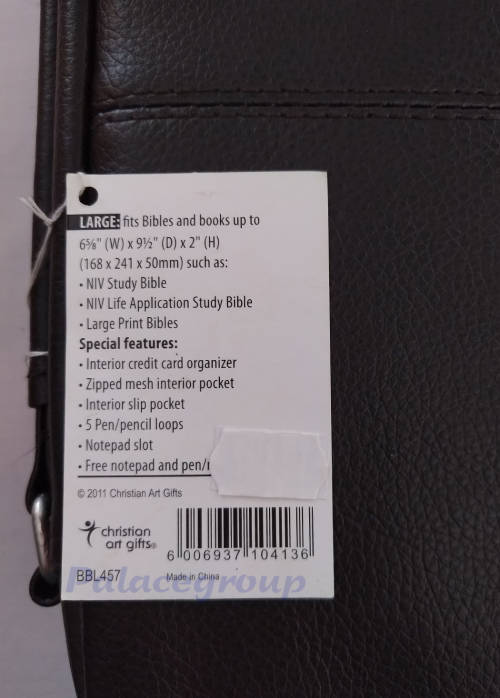 LARGE: fits Bibles and books up to
6⅝" (W) x 9½" (D) x 2" (H)
(168 x 241 x 50mm) such as:
• NIV Study Bible
• NIV Life Application Study Bible
• Large Print Bibles
Special features:
• Interior credit card organizer
• Zipped mesh interior pocket
• Interior slip pocket
• 5 Pen/pencil loops
• Notepad slot
• Free notepad and pen/
© 2011 Christian Art Gifts
christian
art gifts®
6 006937 104136
BBL457
Made in China
Palacegroup